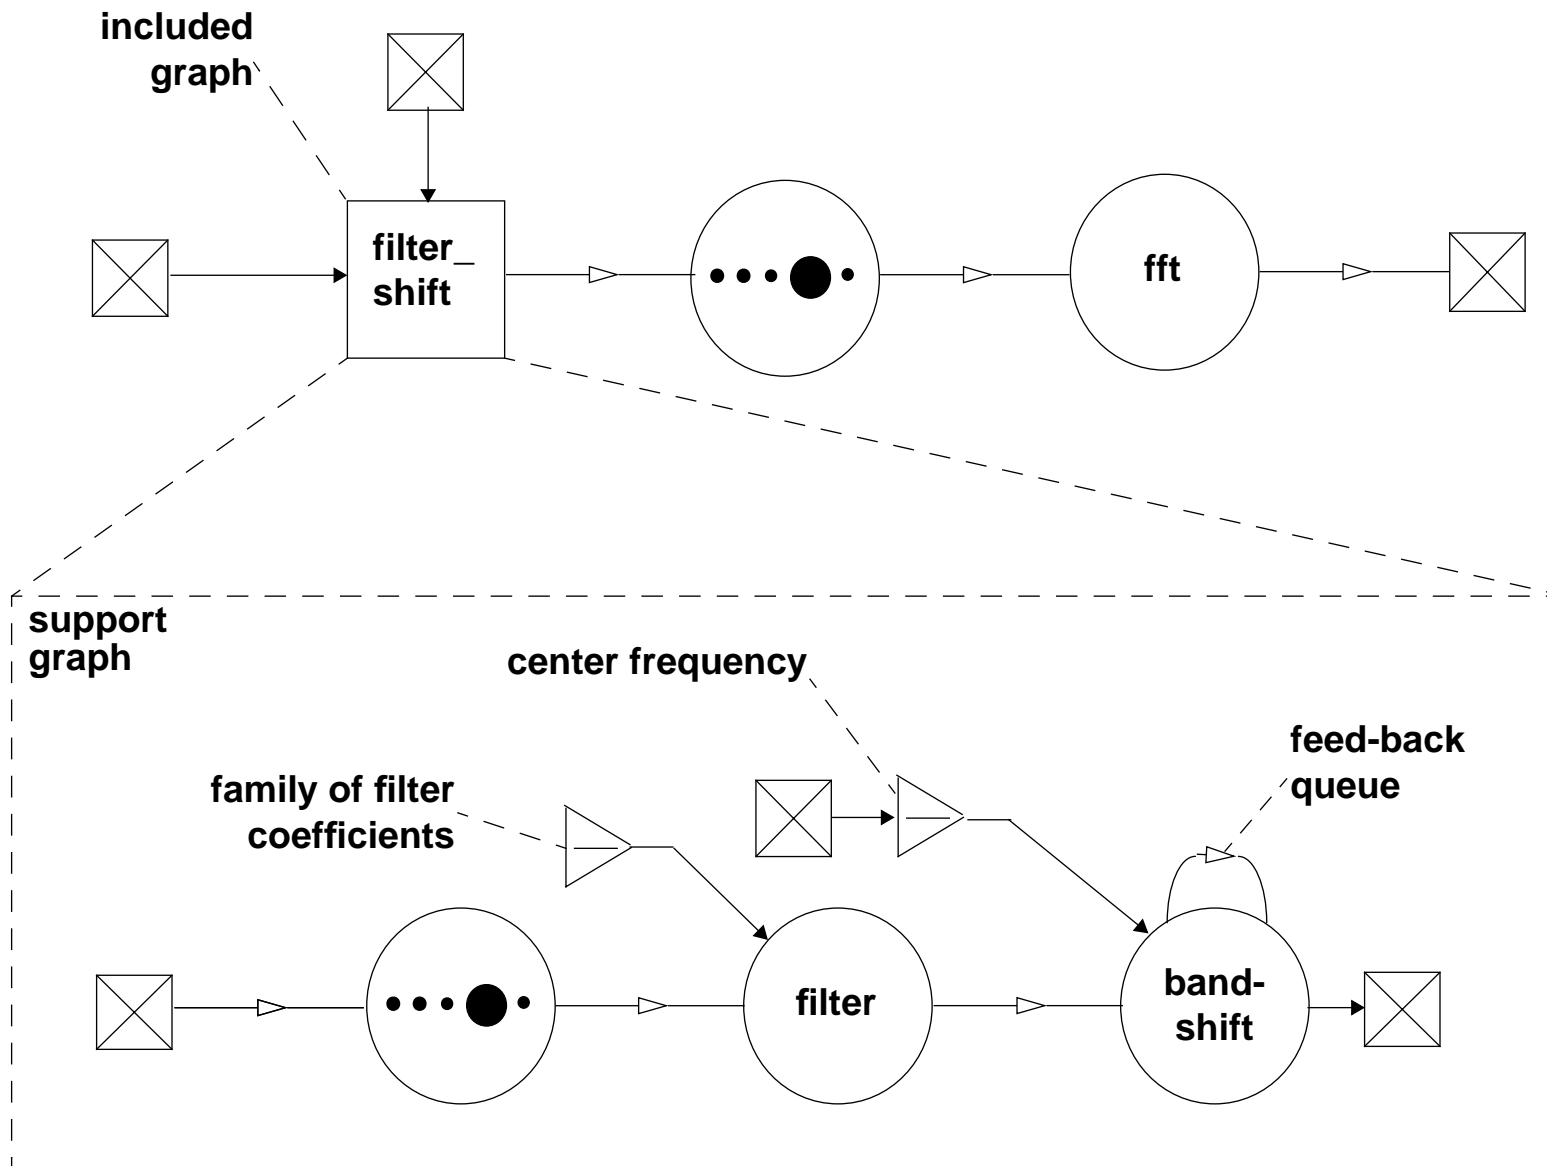 included
graph
filter_
shift
fft
support
graph
center frequency
feed-back
queue
family of filter
coefficients
filter
band-
shift